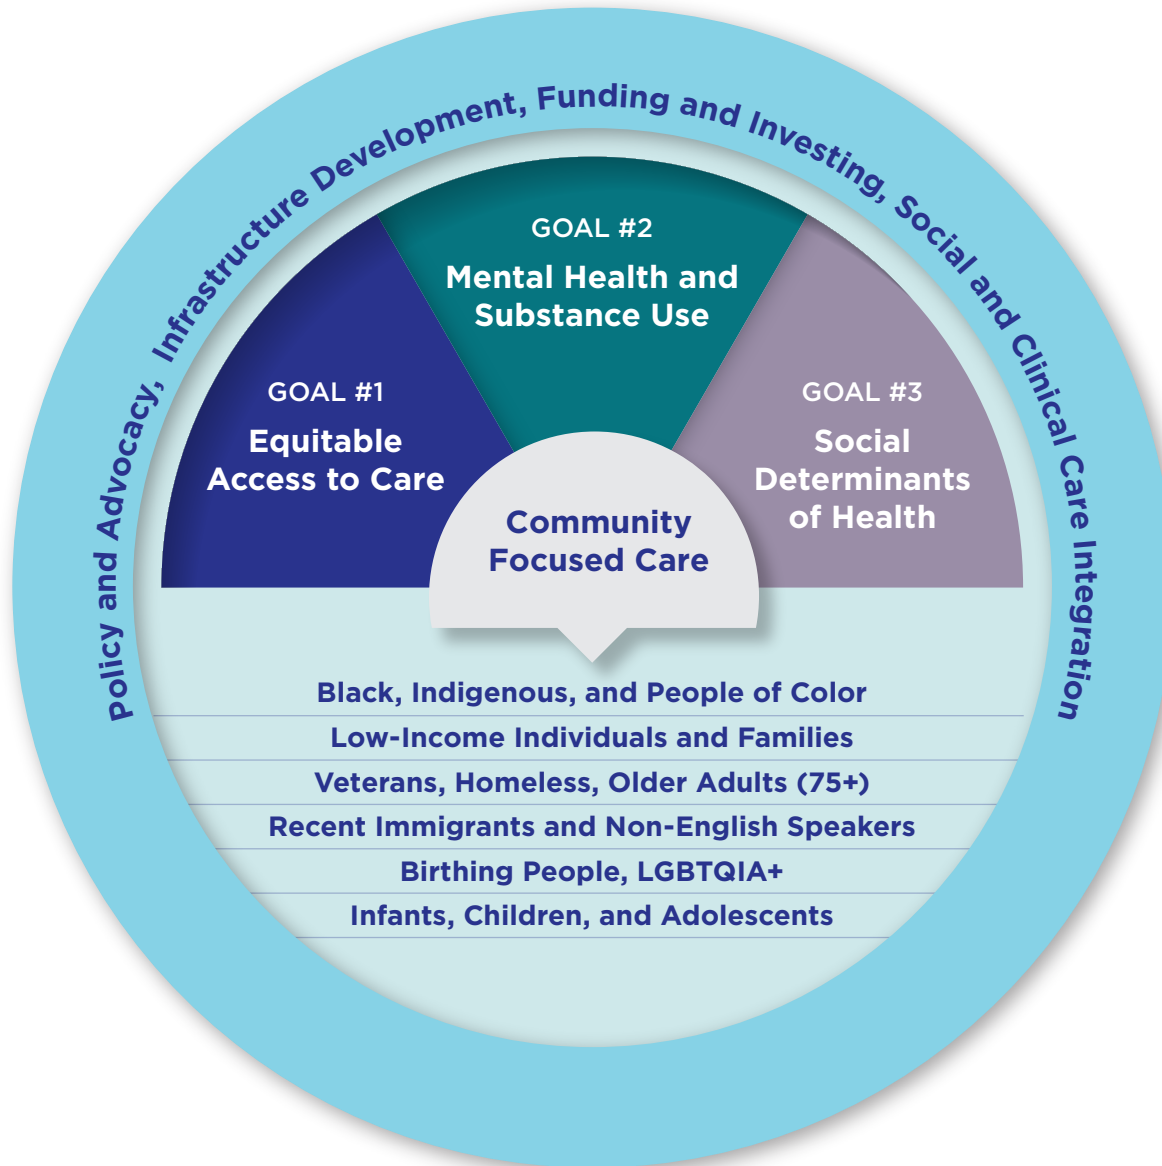 Policy and Advocacy, Infrastructure Development, Funding and Investing, Social and Clinical Care Integration
GOAL #1
Equitable
Access to Care
GOAL #2
Mental Health and
Substance Use
GOAL #3
Social
Determinants
of Health
Community
Focused Care
Black, Indigenous, and People of Color
Low-Income Individuals and Families
Veterans, Homeless, Older Adults (75+)
Recent Immigrants and Non-English Speakers
Birthing People, LGBTQIA+
Infants, Children, and Adolescents